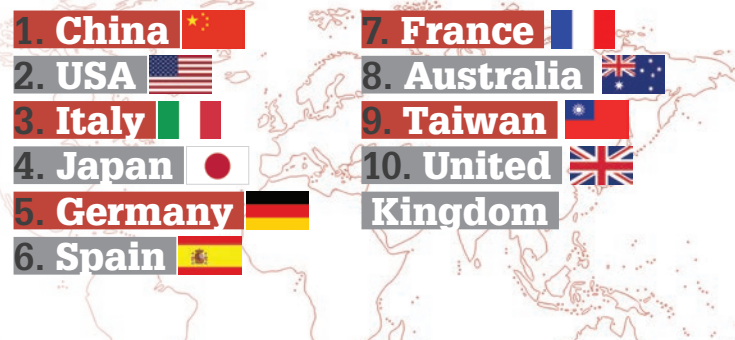 1. China
2. USA
3. Italy
4. Japan
5. Germany
6. Spain
7. France
8. Australia
9. Taiwan
10. United
Kingdom